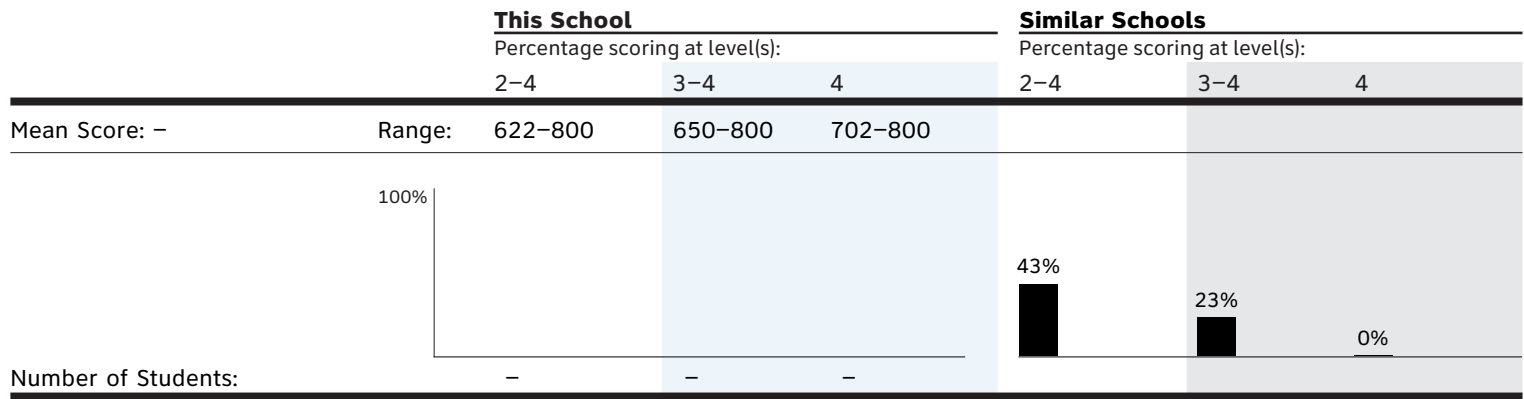 This School Similar Schools
Percentage scoring at level(s): Percentage scoring at level(s):
2–4 3–4 4 2–4 3–4 4
Mean Score: – Range: 622–800 650–800 702–800
100%
43%
23%
0%
Number of Students: – – –